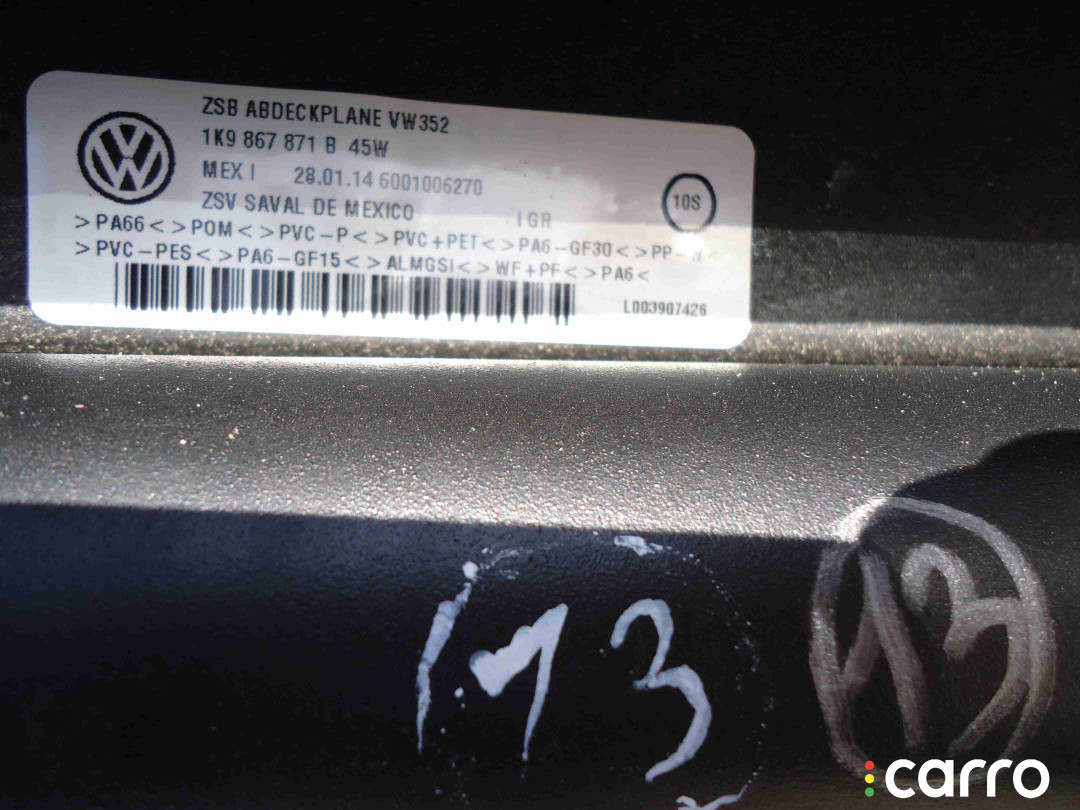 ZSB ABDECKPLANE VW352
1K9 867 871 B 45W
MEX I 28.01.14 6001006270
ZSV SAVAL DE MEXICO IGR
10S
>PA66<>POM<>PVC-P<>PVC+PET<>PA6-GF30<>PP-
>PVC-PES<>PA6-GF15<>ALMGSI<>WF+PF<>PA6<
L003907426
13
13
carro